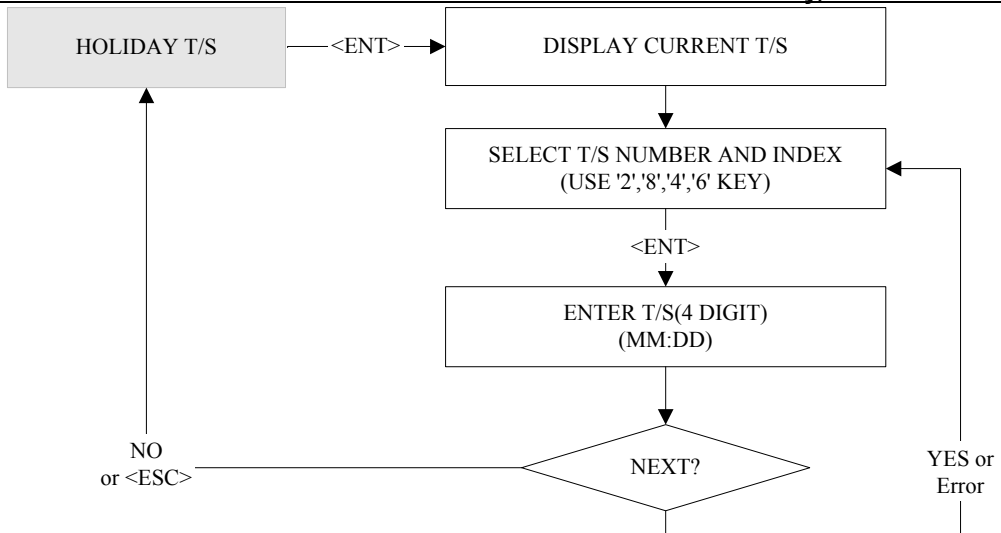 HOLIDAY T/S
<ENT>
DISPLAY CURRENT T/S
SELECT T/S NUMBER AND INDEX
(USE '2','8','4','6' KEY)
<ENT>
ENTER T/S(4 DIGIT)
(MM:DD)
NEXT?
NO
or <ESC>
YES or
Error